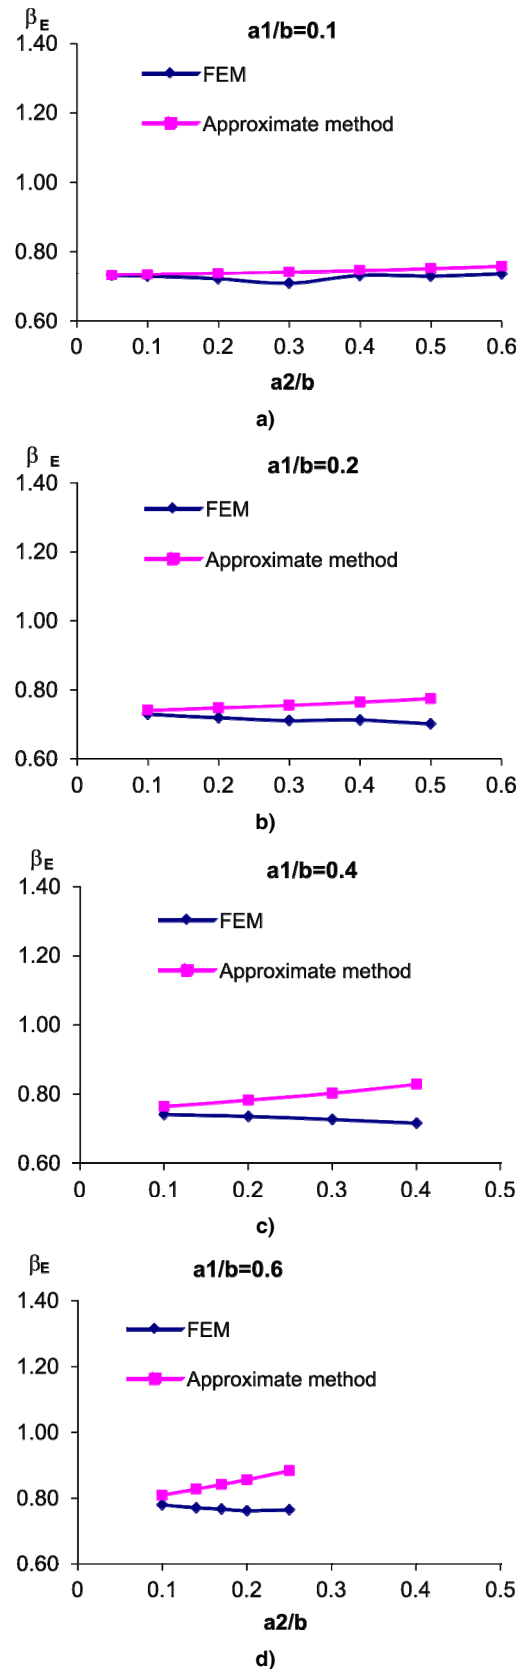 βE
a1/b=0.1
1.40
FEM
1.20
Approximate method
1.00
0.80
0.60
0 0.1 0.2 0.3 0.4 0.5 0.6
a2/b
a)
β E
a1/b=0.2
1.40
FEM
1.20
Approximate method
1.00
0.80
0.60
0 0.1 0.2 0.3 0.4 0.5 0.6
b)
βE
a1/b=0.4
1.40
FEM
1.20
Approximate method
1.00
0.80
0.60
0 0.1 0.2 0.3 0.4 0.5
c)
βE
a1/b=0.6
1.40
FEM
1.20
Approximate method
1.00
0.80
0.60
0 0.1 0.2 0.3 0.4 0.5
a2/b
d)